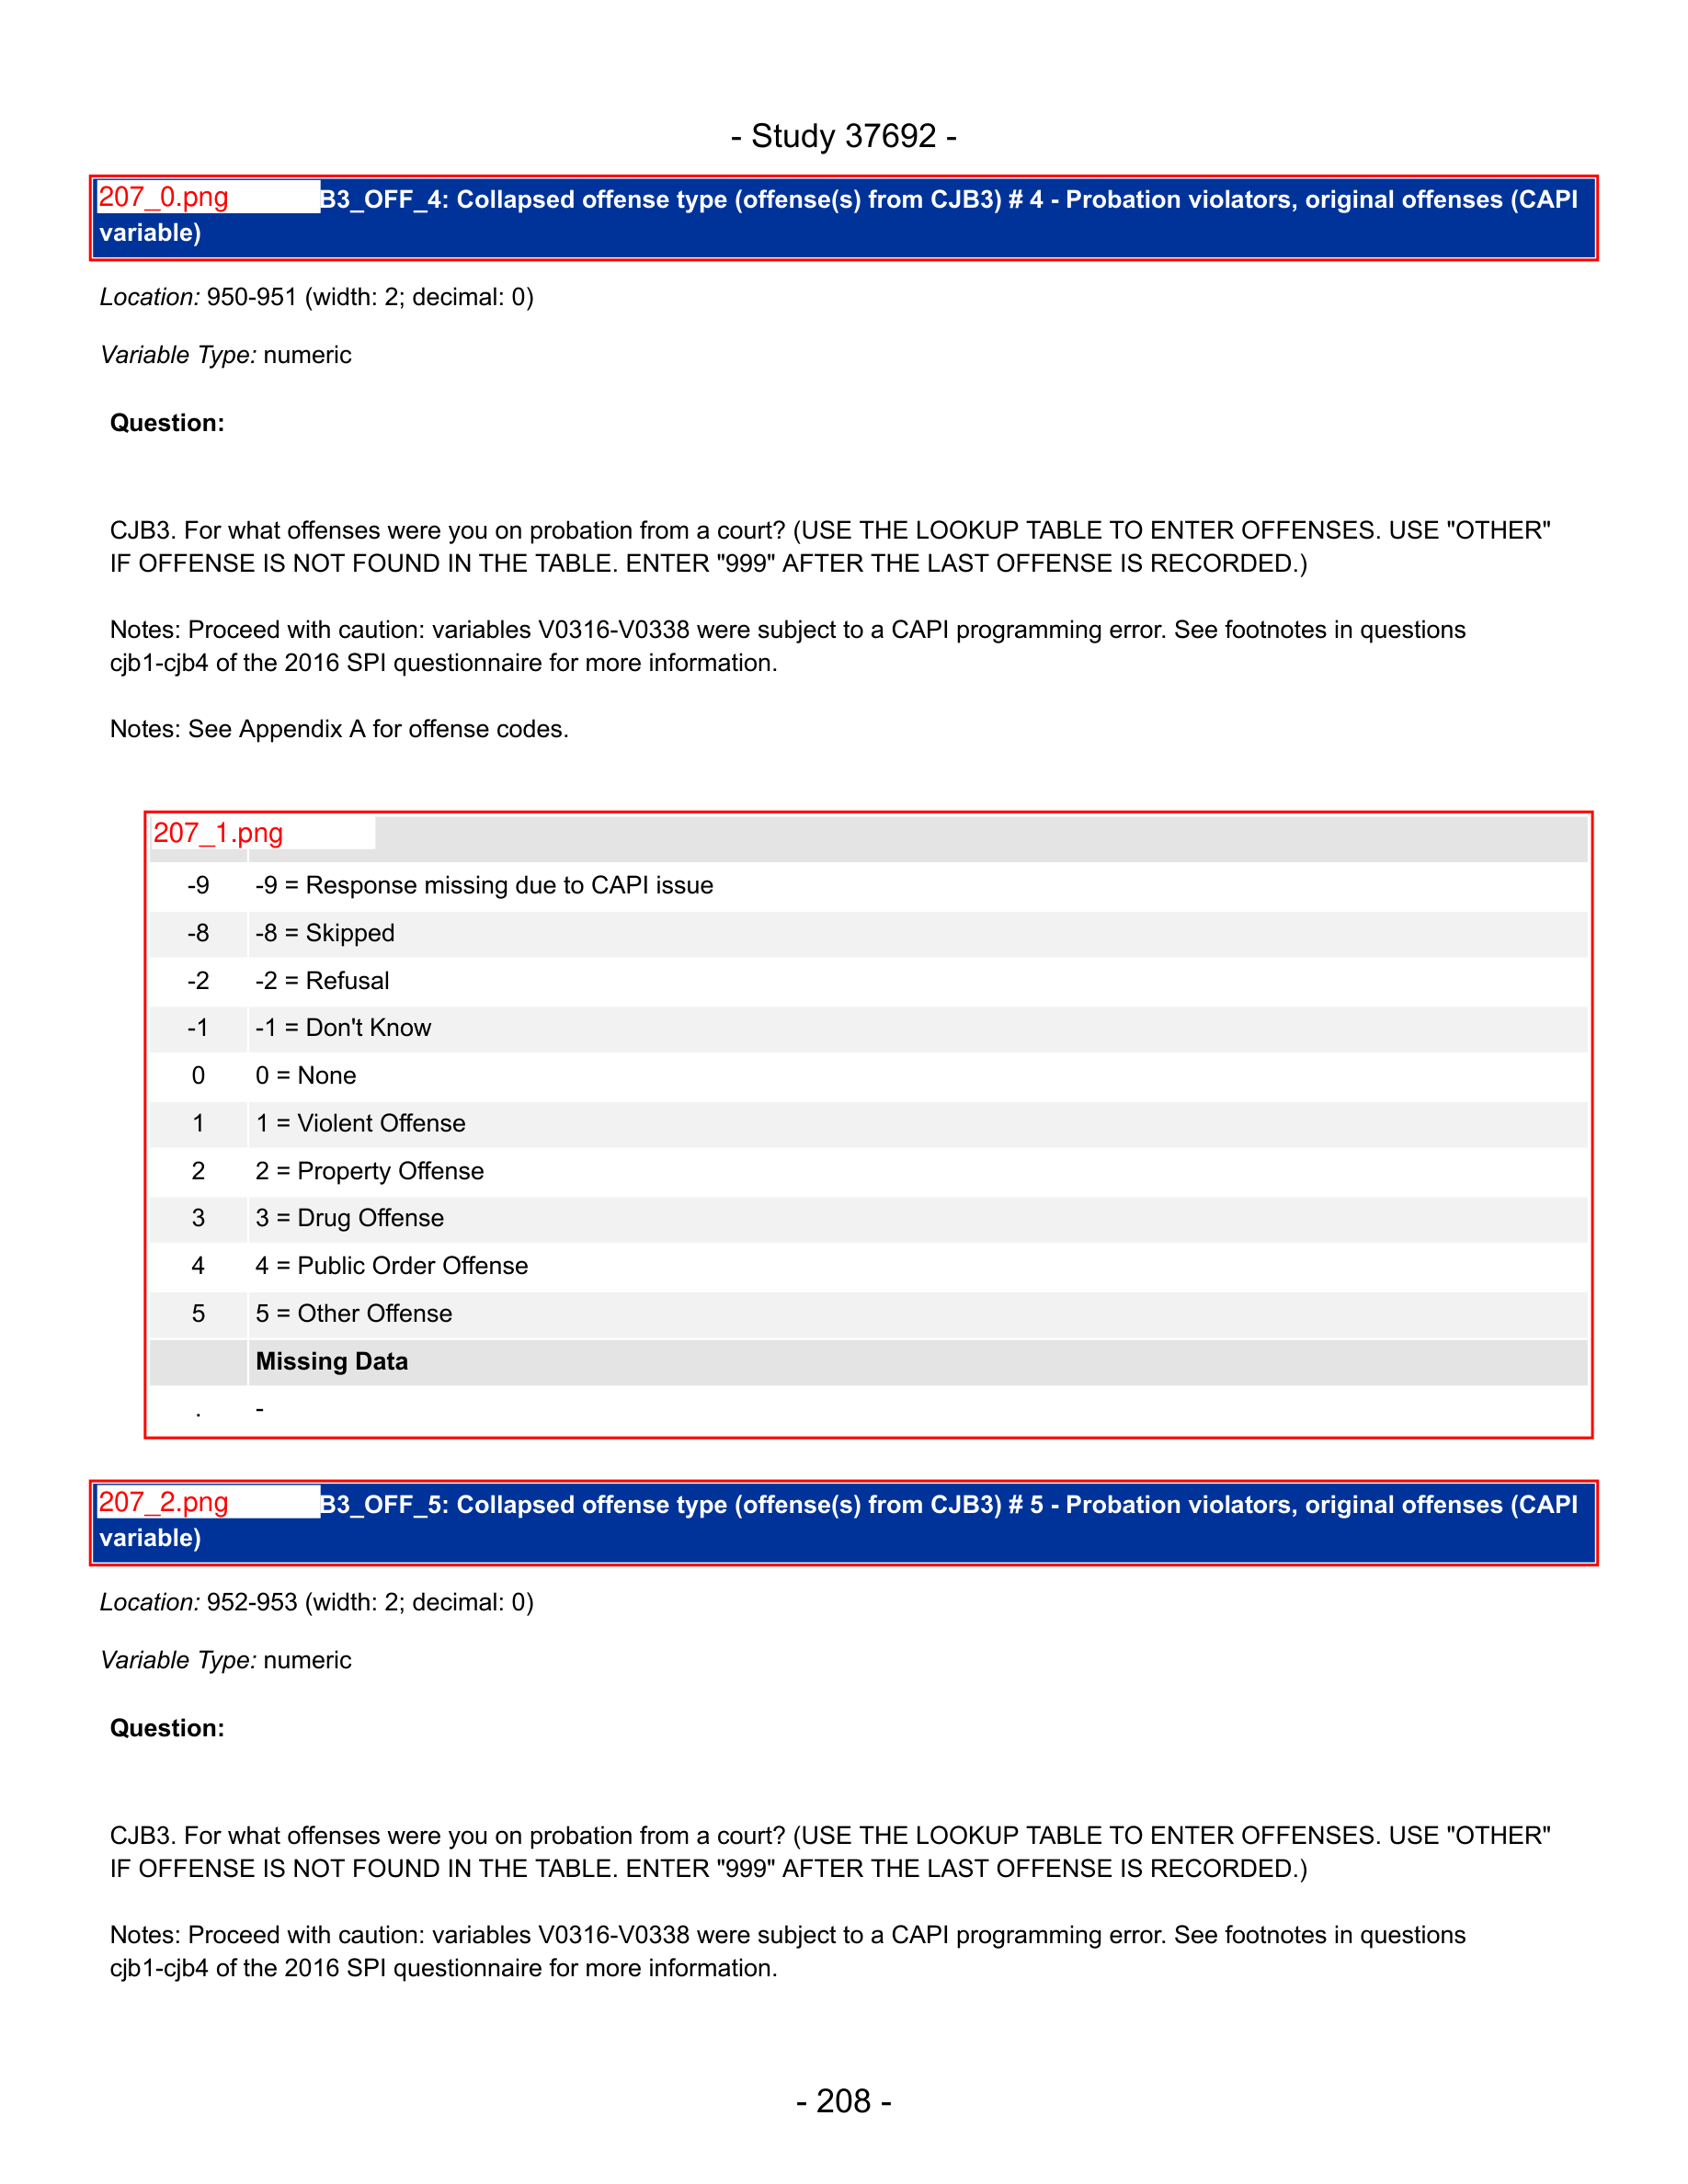 - Study 37692 -
207_0.png B3_OFF_4: Collapsed offense type (offense(s) from CJB3) # 4 - Probation violators, original offenses (CAPI
variable)
Location: 950-951 (width: 2; decimal: 0)
Variable Type: numeric
Question:
CJB3. For what offenses were you on probation from a court? (USE THE LOOKUP TABLE TO ENTER OFFENSES. USE "OTHER"
IF OFFENSE IS NOT FOUND IN THE TABLE. ENTER "999" AFTER THE LAST OFFENSE IS RECORDED.)
Notes: Proceed with caution: variables V0316-V0338 were subject to a CAPI programming error. See footnotes in questions
cjb1-cjb4 of the 2016 SPI questionnaire for more information.
Notes: See Appendix A for offense codes.
207_1.png
-9 -9 = Response missing due to CAPI issue
-8 -8 = Skipped
-2 -2 = Refusal
-1 -1 = Don't Know
0 0 = None
1 1 = Violent Offense
2 2 = Property Offense
3 3 = Drug Offense
4 4 = Public Order Offense
5 5 = Other Offense
Missing Data
. -
207_2.png B3_OFF_5: Collapsed offense type (offense(s) from CJB3) # 5 - Probation violators, original offenses (CAPI
variable)
Location: 952-953 (width: 2; decimal: 0)
Variable Type: numeric
Question:
CJB3. For what offenses were you on probation from a court? (USE THE LOOKUP TABLE TO ENTER OFFENSES. USE "OTHER"
IF OFFENSE IS NOT FOUND IN THE TABLE. ENTER "999" AFTER THE LAST OFFENSE IS RECORDED.)
Notes: Proceed with caution: variables V0316-V0338 were subject to a CAPI programming error. See footnotes in questions
cjb1-cjb4 of the 2016 SPI questionnaire for more information.
- 208 -